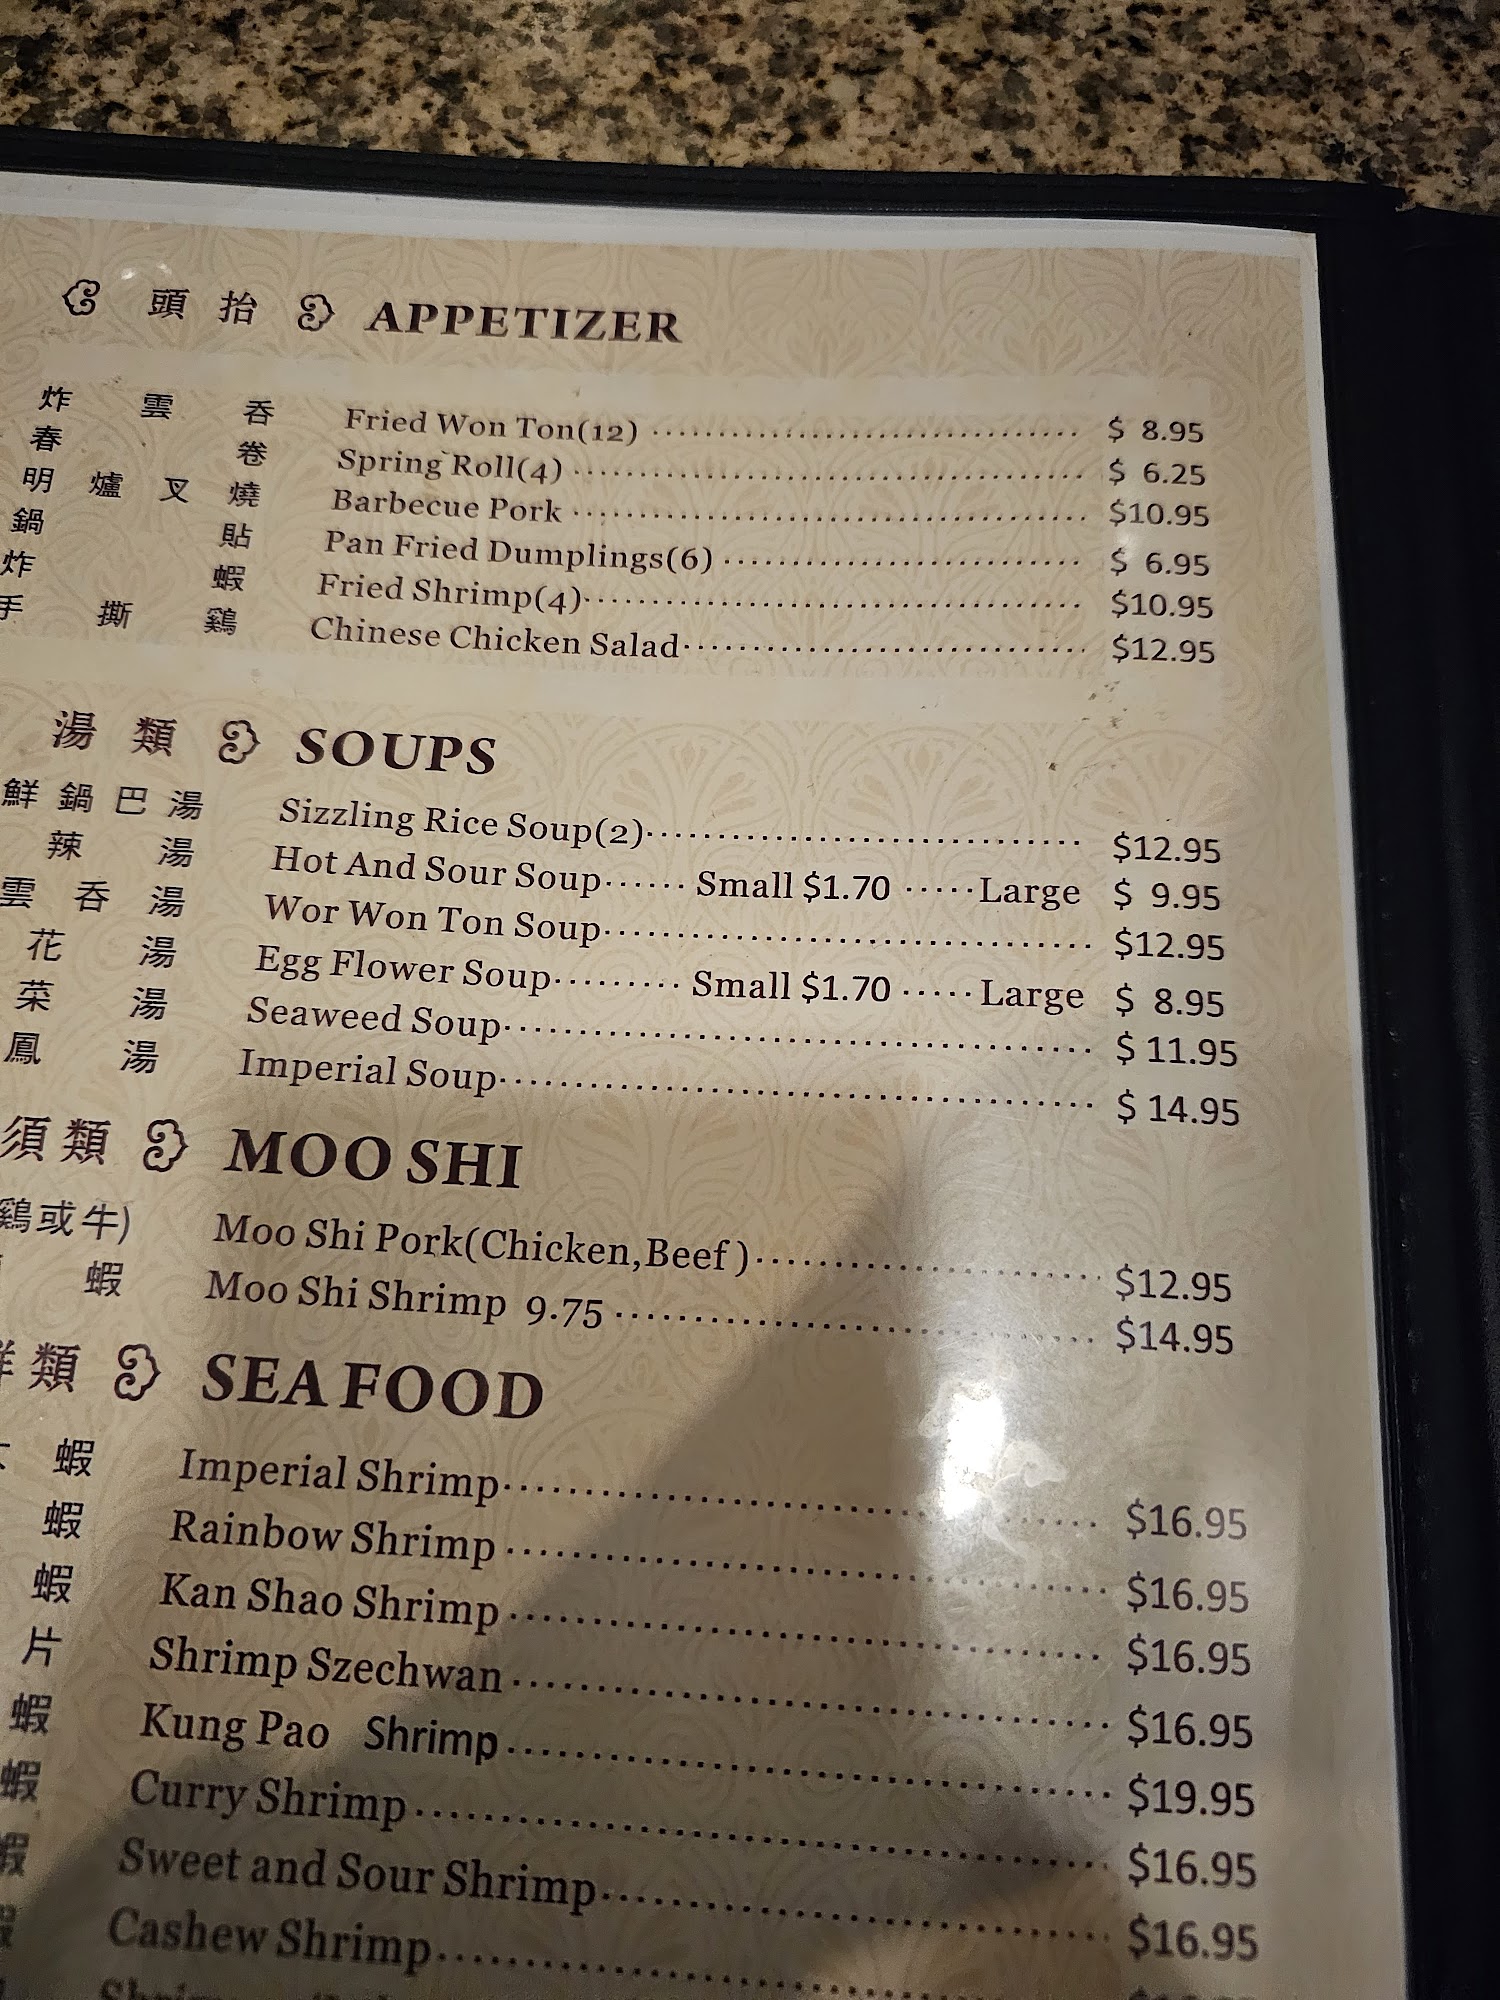 頭抬 APPETIZER
炸雲吞 Fried Won Ton(12) $ 8.95
春卷 Spring Roll(4) $ 6.25
明爐叉燒 Barbecue Pork $10.95
鍋貼 Pan Fried Dumplings(6) $ 6.95
炸蝦 Fried Shrimp(4) $10.95
手撕鷄 Chinese Chicken Salad $12.95
湯類 SOUPS
鮮鍋巴湯 Sizzling Rice Soup(2) $12.95
辣湯 Hot And Sour Soup Small $1.70 Large $ 9.95
雲吞湯 Wor Won Ton Soup $12.95
花湯 Egg Flower Soup Small $1.70 Large $ 8.95
菜湯 Seaweed Soup $ 11.95
鳳湯 Imperial Soup $ 14.95
須類 MOO SHI
鷄或牛) Moo Shi Pork(Chicken,Beef ) $12.95
蝦 Moo Shi Shrimp 9.75 $14.95
鮮類 SEA FOOD
蝦 Imperial Shrimp $16.95
蝦 Rainbow Shrimp $16.95
蝦 Kan Shao Shrimp $16.95
片 Shrimp Szechwan $16.95
蝦 Kung Pao Shrimp $19.95
蝦 Curry Shrimp $16.95
蝦 Sweet and Sour Shrimp $16.95
蝦 Cashew Shrimp